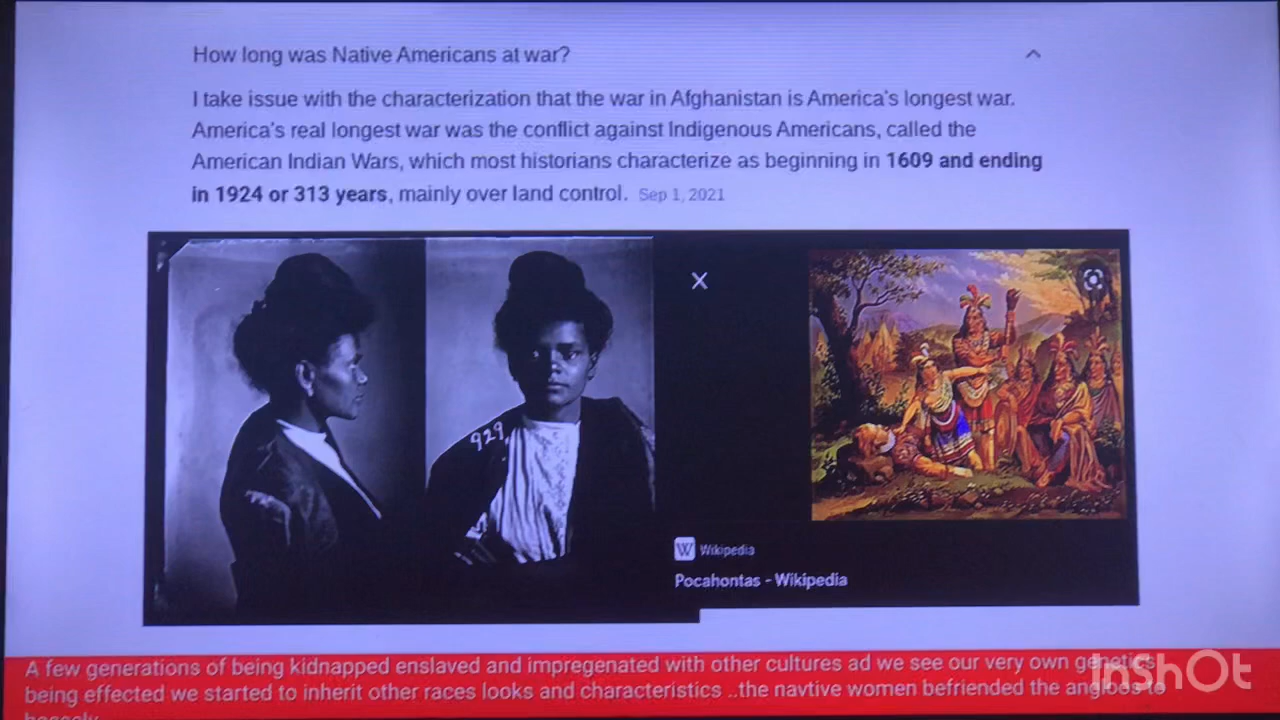 How long was Native Americans at war?
I take issue with the characterization that the war in Afghanistan is America's longest war.
America's real longest war was the conflict against Indigenous Americans, called the
American Indian Wars, which most historians characterize as beginning in 1609 and ending
in 1924 or 313 years, mainly over land control. Sep 1, 2021
929
X
W Wikipedia
Pocahontas - Wikipedia
A few generations of being kidnapped enslaved and impregenated with other cultures ad we see our very own genetics
being effected we started to inherit other races looks and characteristics ..the navtive women befriended the angloes to
InShOt